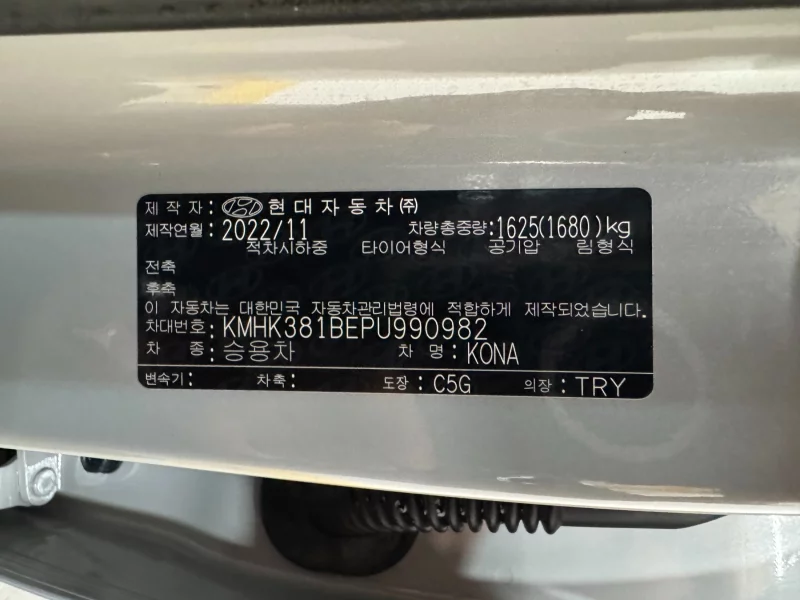 제작자: 현대자동차㈜
제작연월: 2022/11 차량총중량: 1625(1680)kg
적차시하중 타이어형식 공기압 림형식
전축
후축
이 자동차는 대한민국 자동차관리법령에 적합하게 제작되었습니다.
차대번호: KMHK381BEPU990982
차 종: 승용차 차 명: KONA
변속기: 차축: 도장: C5G 의장: TRY